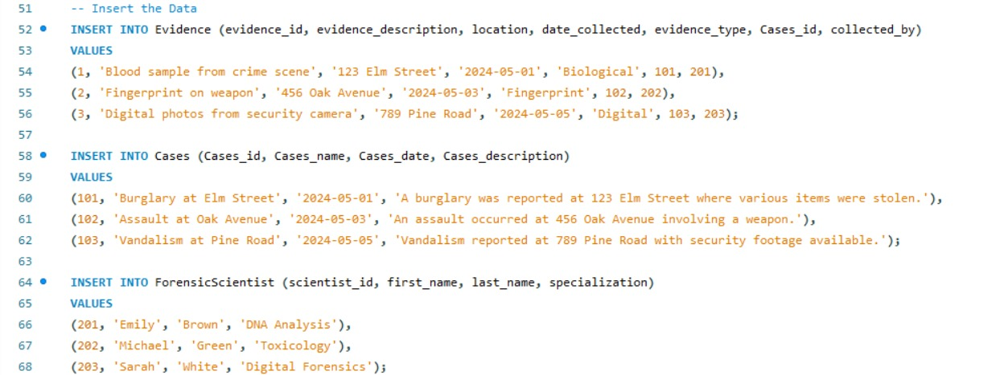 51 -- Insert the Data
52 INSERT INTO Evidence (evidence_id, evidence_description, location, date_collected, evidence_type, Cases_id, collected_by)
53 VALUES
54 (1, 'Blood sample from crime scene', '123 Elm Street', '2024-05-01', 'Biological', 101, 201),
55 (2, 'Fingerprint on weapon', '456 Oak Avenue', '2024-05-03', 'Fingerprint', 102, 202),
56 (3, 'Digital photos from security camera', '789 Pine Road', '2024-05-05', 'Digital', 103, 203);
57
58 INSERT INTO Cases (Cases_id, Cases_name, Cases_date, Cases_description)
59 VALUES
60 (101, 'Burglary at Elm Street', '2024-05-01', 'A burglary was reported at 123 Elm Street where various items were stolen.'),
61 (102, 'Assault at Oak Avenue', '2024-05-03', 'An assault occurred at 456 Oak Avenue involving a weapon.'),
62 (103, 'Vandalism at Pine Road', '2024-05-05', 'Vandalism reported at 789 Pine Road with security footage available.');
63
64 INSERT INTO ForensicScientist (scientist_id, first_name, last_name, specialization)
65 VALUES
66 (201, 'Emily', 'Brown', 'DNA Analysis'),
67 (202, 'Michael', 'Green', 'Toxicology'),
68 (203, 'Sarah', 'White', 'Digital Forensics');